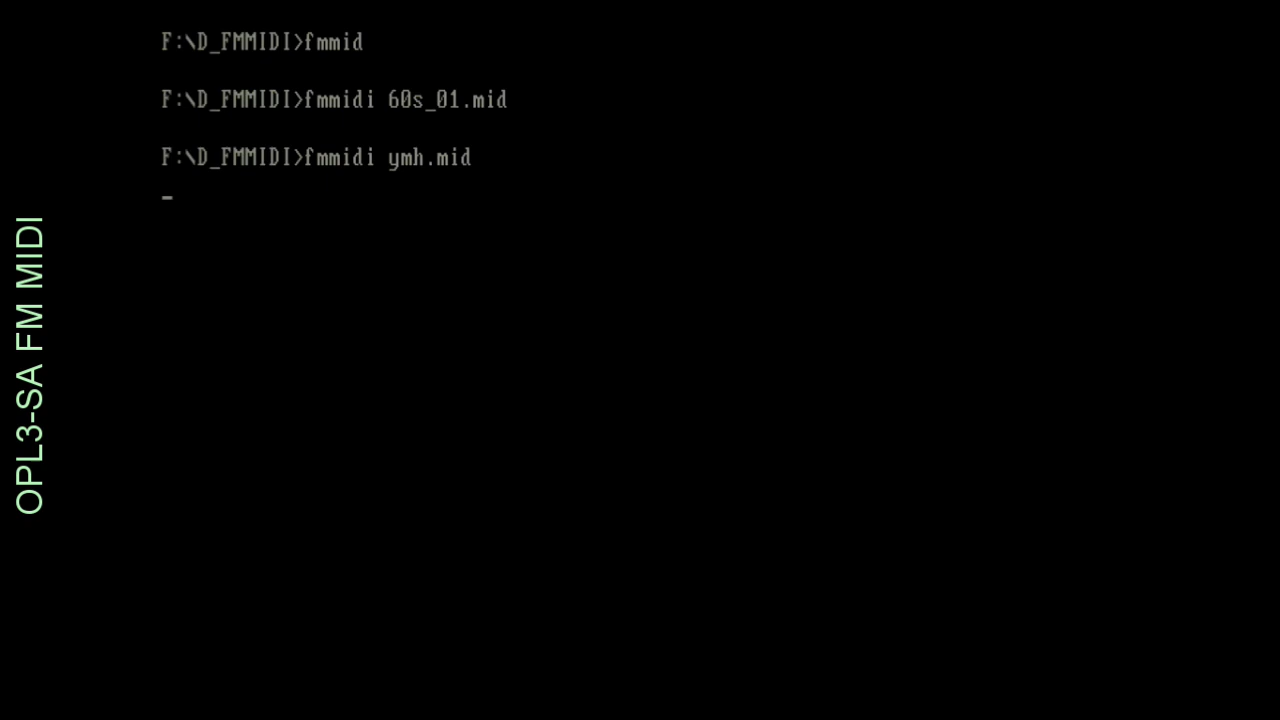 F:\D_FMMIDI>fmmid
F:\D_FMMIDI>fmmidi 60s_01.mid
F:\D_FMMIDI>fmmidi ymh.mid
_
OPL3-SA FM MIDI